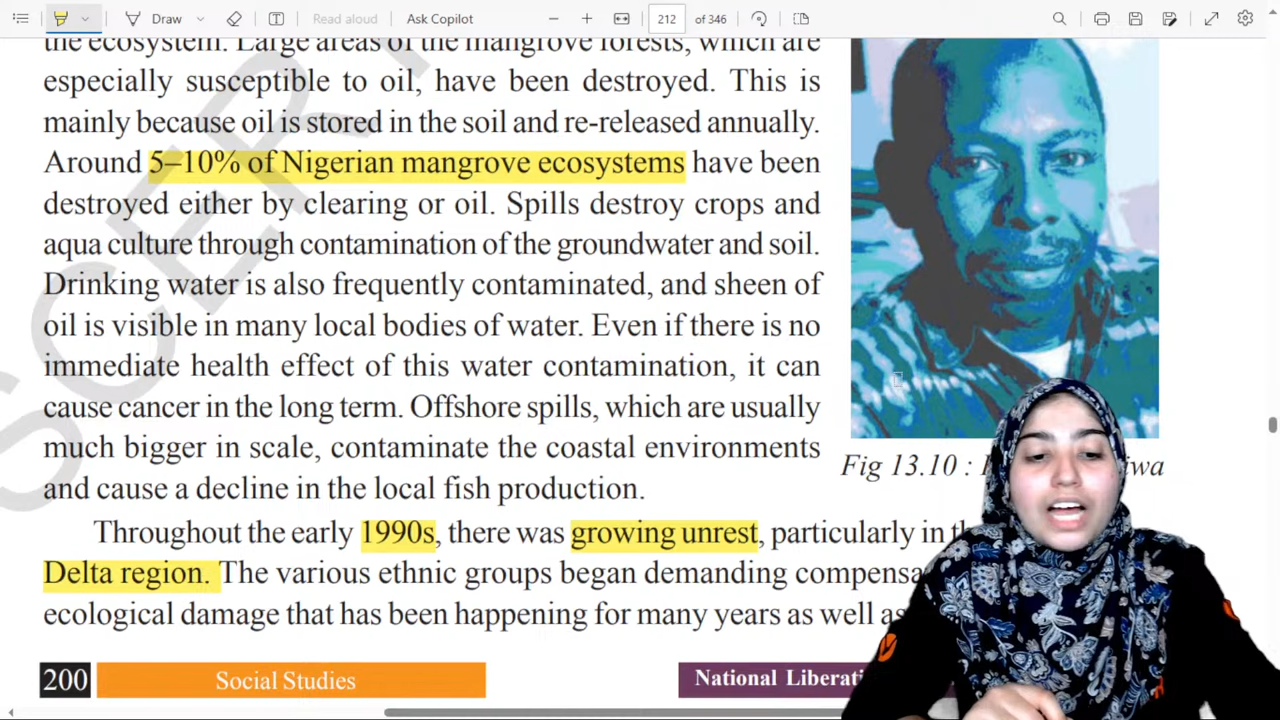 Draw
Read aloud
Ask Copilot
212
of 346
the ecosystem. Large areas of the mangrove forests, which are
especially susceptible to oil, have been destroyed. This is
mainly because oil is stored in the soil and re-released annually.
Around 5–10% of Nigerian mangrove ecosystems have been
destroyed either by clearing or oil. Spills destroy crops and
aqua culture through contamination of the groundwater and soil.
Drinking water is also frequently contaminated, and sheen of
oil is visible in many local bodies of water. Even if there is no
immediate health effect of this water contamination, it can
cause cancer in the long term. Offshore spills, which are usually
much bigger in scale, contaminate the coastal environments
and cause a decline in the local fish production.
Fig 13.10 :
Throughout the early 1990s, there was growing unrest, particularly in
Delta region. The various ethnic groups began demanding
ecological damage that has been happening for many years as well as
200
Social Studies
National
SCERT